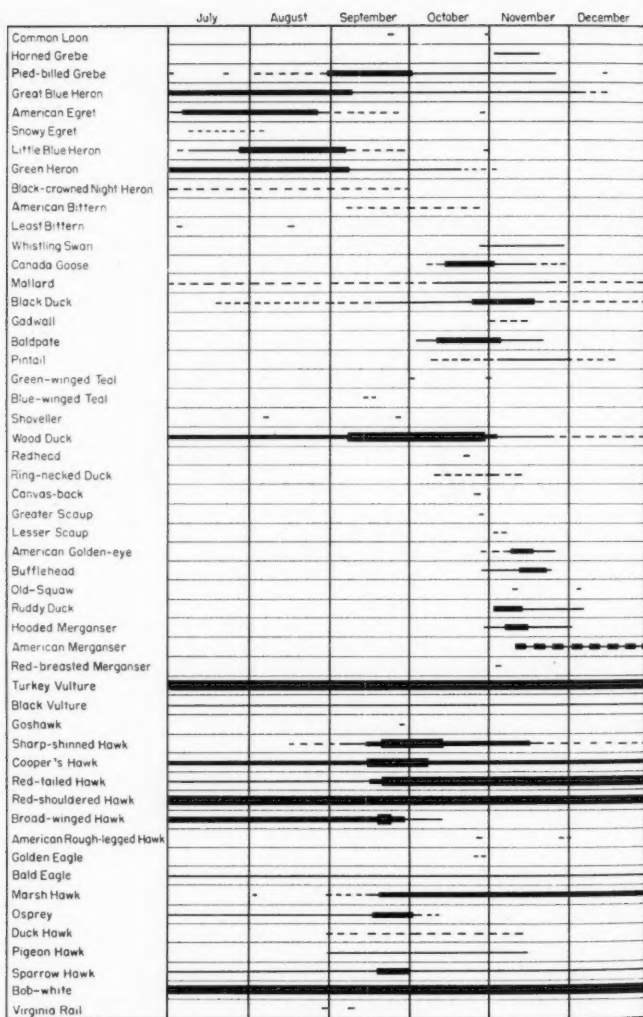 July August September October November December
Common Loon
Horned Grebe
Pied-billed Grebe
Great Blue Heron
American Egret
Snowy Egret
Little Blue Heron
Green Heron
Black-crowned Night Heron
American Bittern
Least Bittern
Whistling Swan
Canada Goose
Mallard
Black Duck
Gadwall
Baldpate
Pintail
Green-winged Teal
Blue-winged Teal
Shoveller
Wood Duck
Redhead
Ring-necked Duck
Canvas-back
Greater Scaup
Lesser Scaup
American Golden-eye
Bufflehead
Old-Squaw
Ruddy Duck
Hooded Merganser
American Merganser
Red-breasted Merganser
Turkey Vulture
Black Vulture
Goshawk
Sharp-shinned Hawk
Cooper's Hawk
Red-tailed Hawk
Red-shouldered Hawk
Broad-winged Hawk
American Rough-legged Hawk
Golden Eagle
Bald Eagle
Marsh Hawk
Osprey
Duck Hawk
Pigeon Hawk
Sparrow Hawk
Bob-white
Virginia Rail